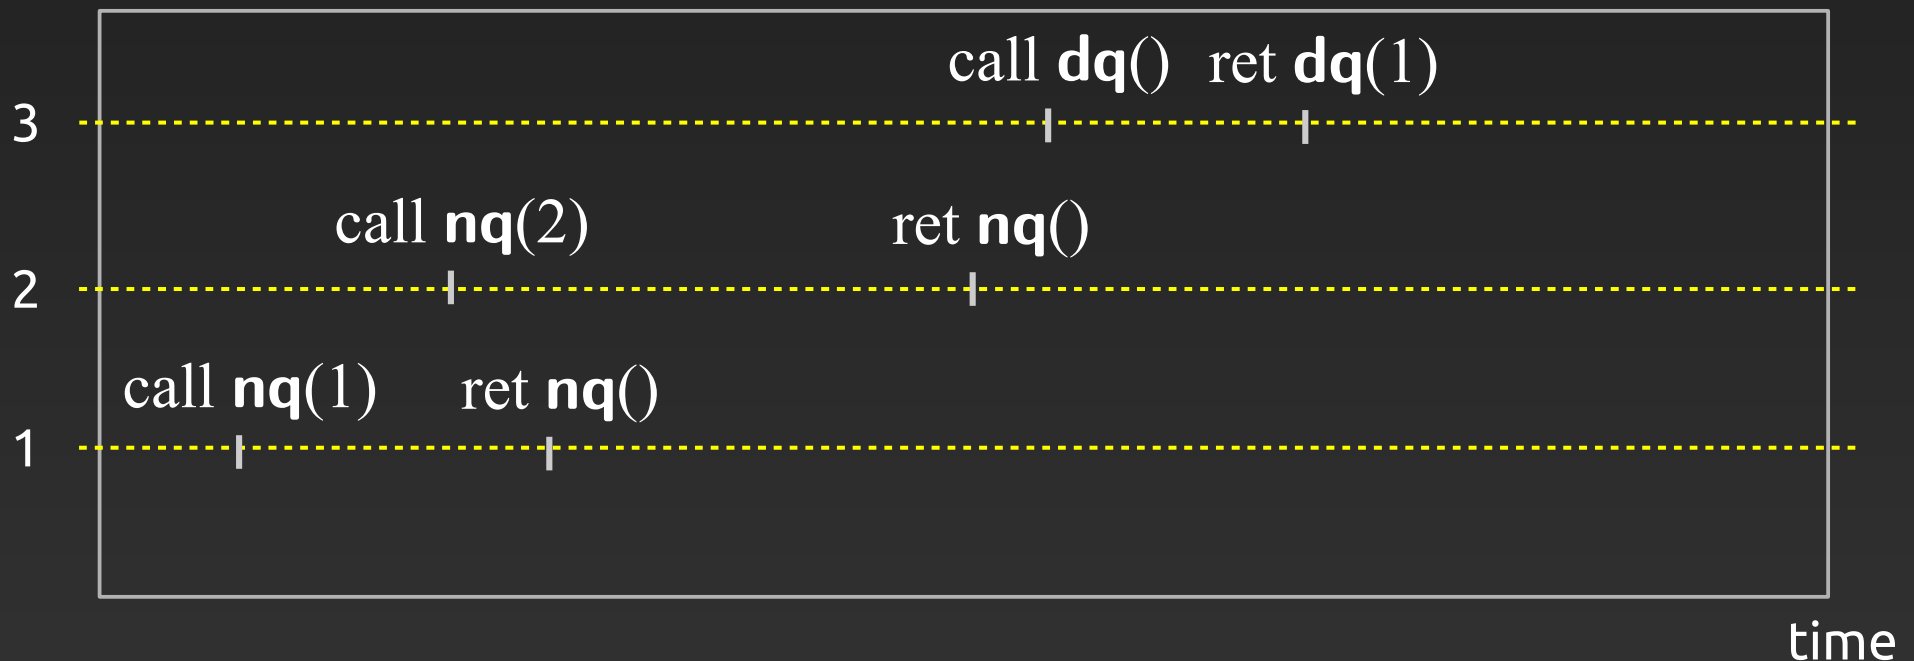 call dq() ret dq(1)
3
call nq(2) ret nq()
2
call nq(1) ret nq()
1
time